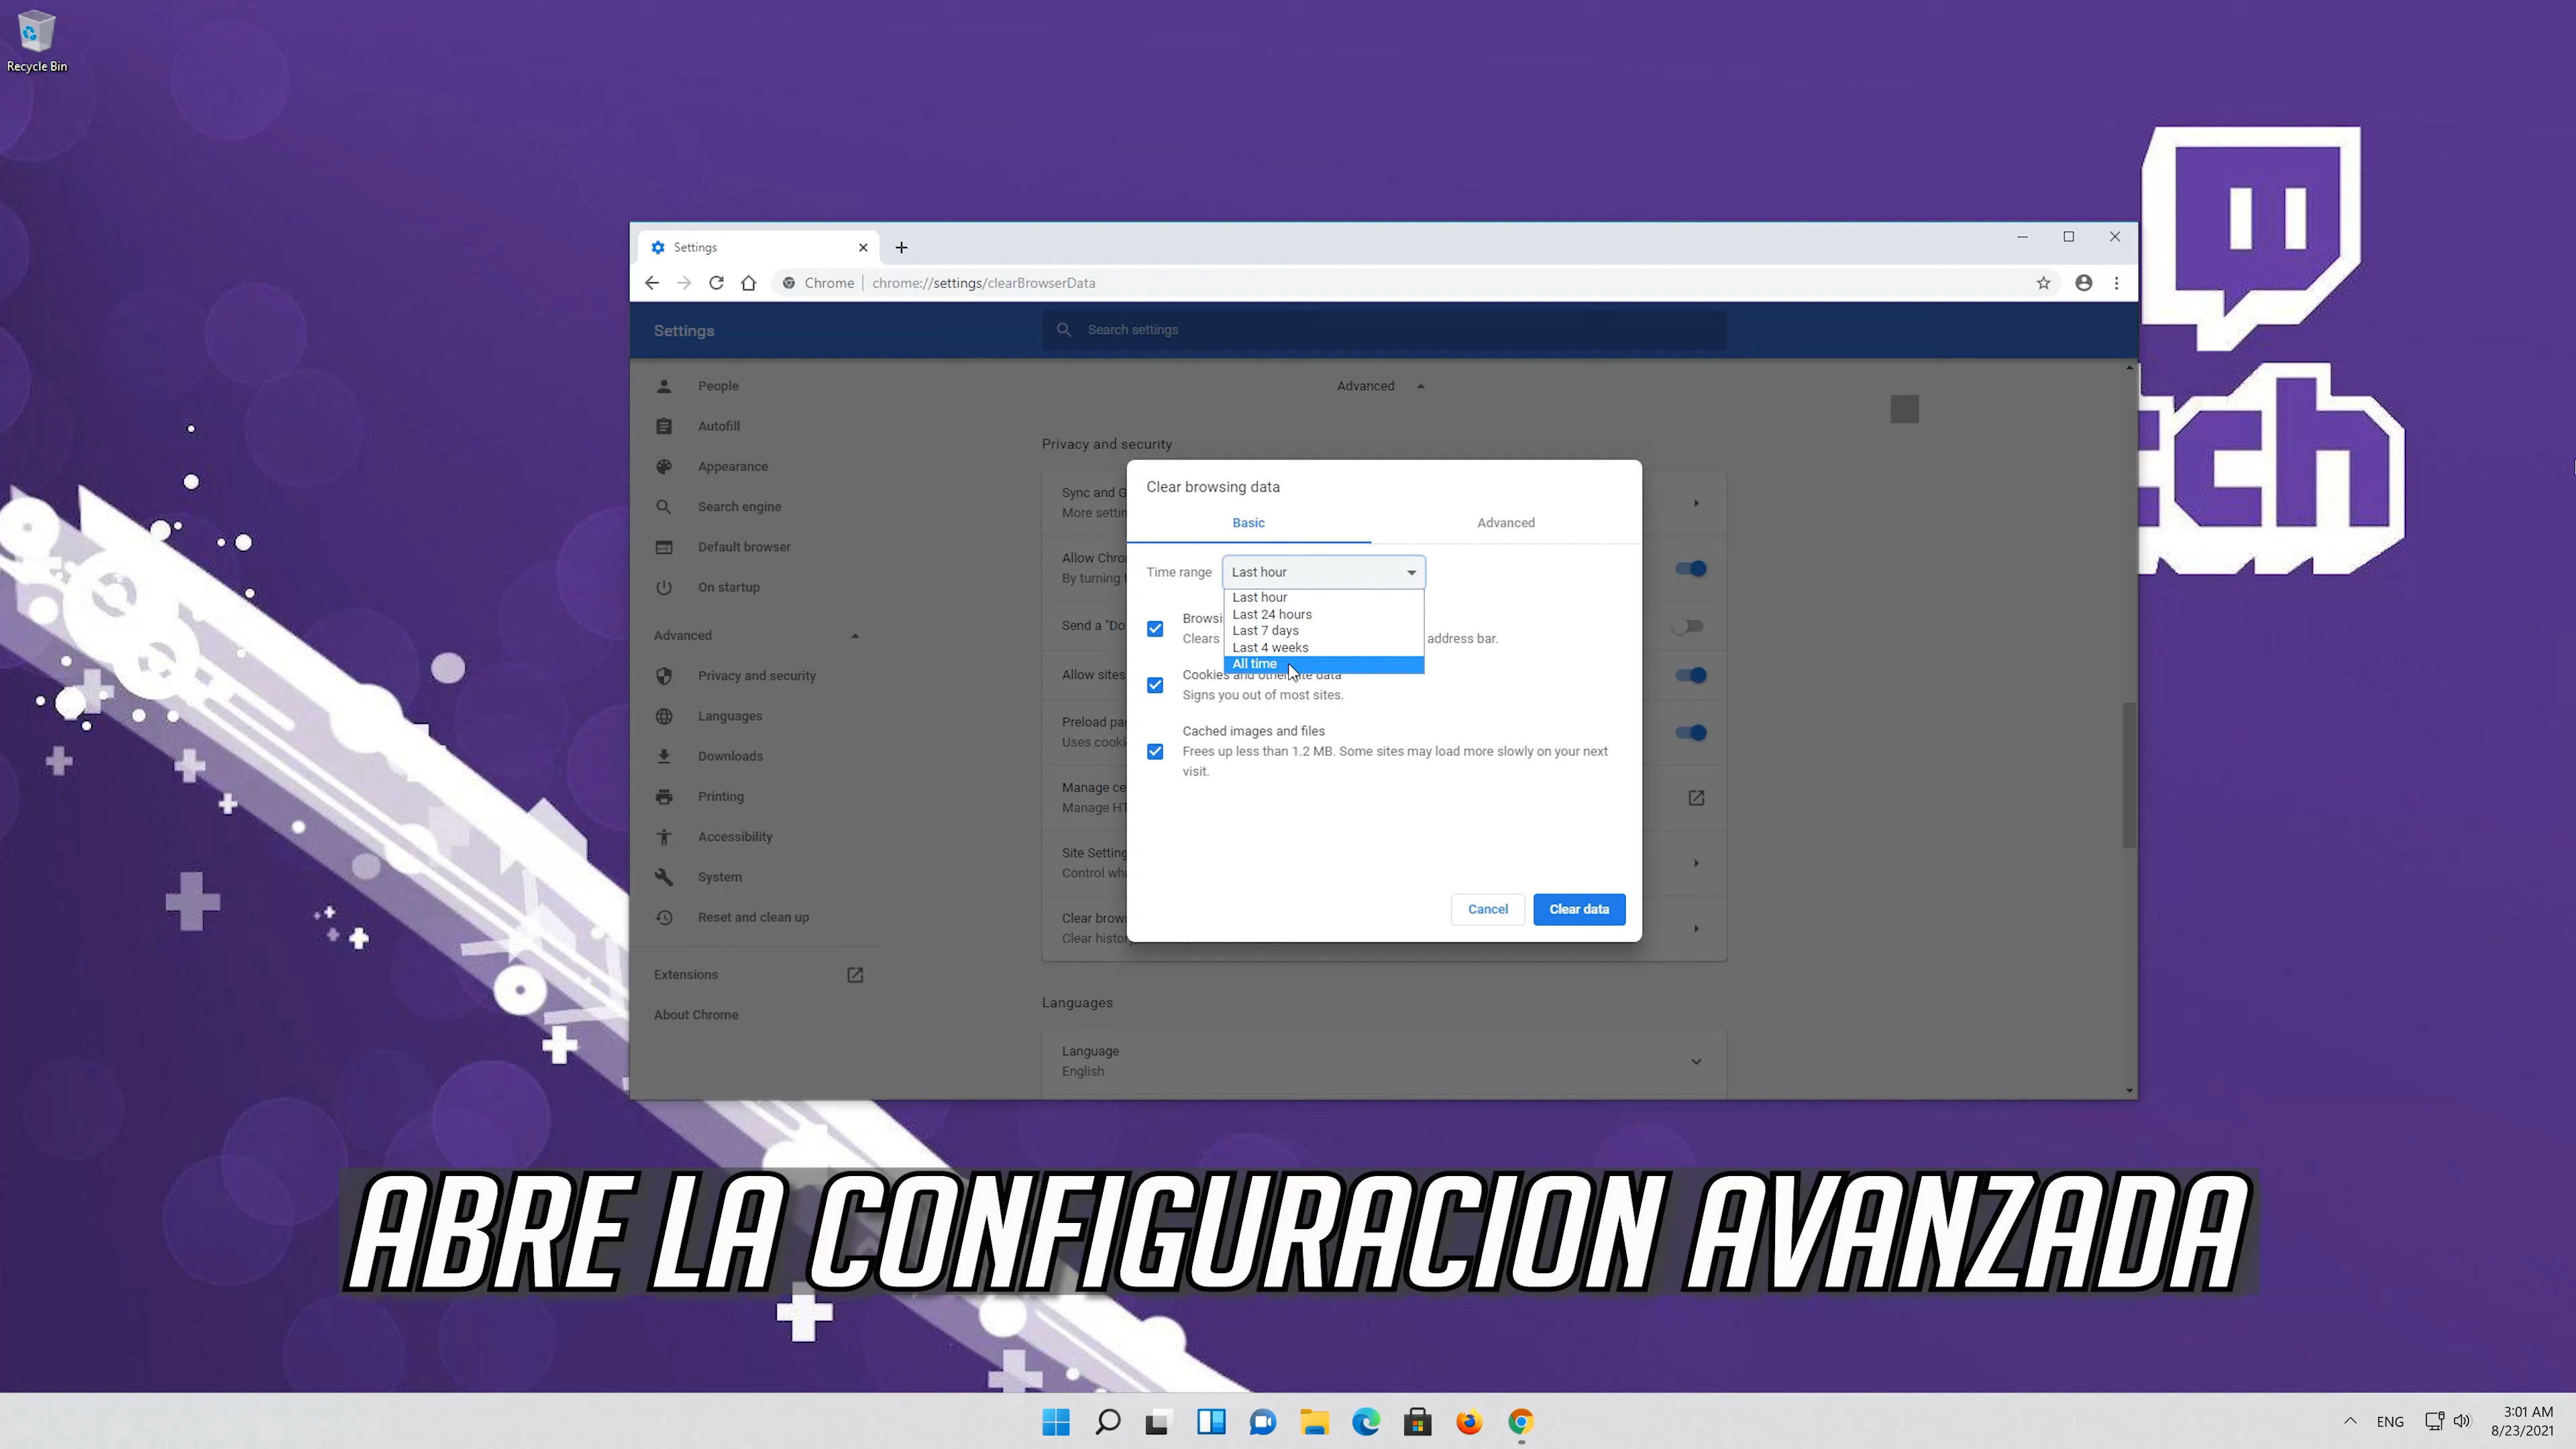 Recycle Bin
Settings
Chrome
chrome://settings/clearBrowserData
Settings
Search settings
People
Autofill
Appearance
Search engine
Default browser
On startup
Advanced
Privacy and security
Languages
Downloads
Printing
Accessibility
System
Reset and clean up
Extensions
About Chrome
Advanced
Privacy and security
Sync and G
More settin
Allow Chro
By turning
Send a "Do
Allow sites
Preload pa
Uses cooki
Manage ce
Manage HT
Site Setting
Control wh
Clear brow
Clear histor
Languages
Language
English
Clear browsing data
Basic
Advanced
Time range
Last hour
Last hour
Last 24 hours
Last 7 days
Last 4 weeks
All time
Browsi
Clears
address bar.
Cookies and other
data
Signs you out of most sites.
Cached images and files
Frees up less than 1.2 MB. Some sites may load more slowly on your next
visit.
Cancel
Clear data
ch
ABRE LA CONFIGURACION AVANZADA
ENG
3:01 AM
8/23/2021